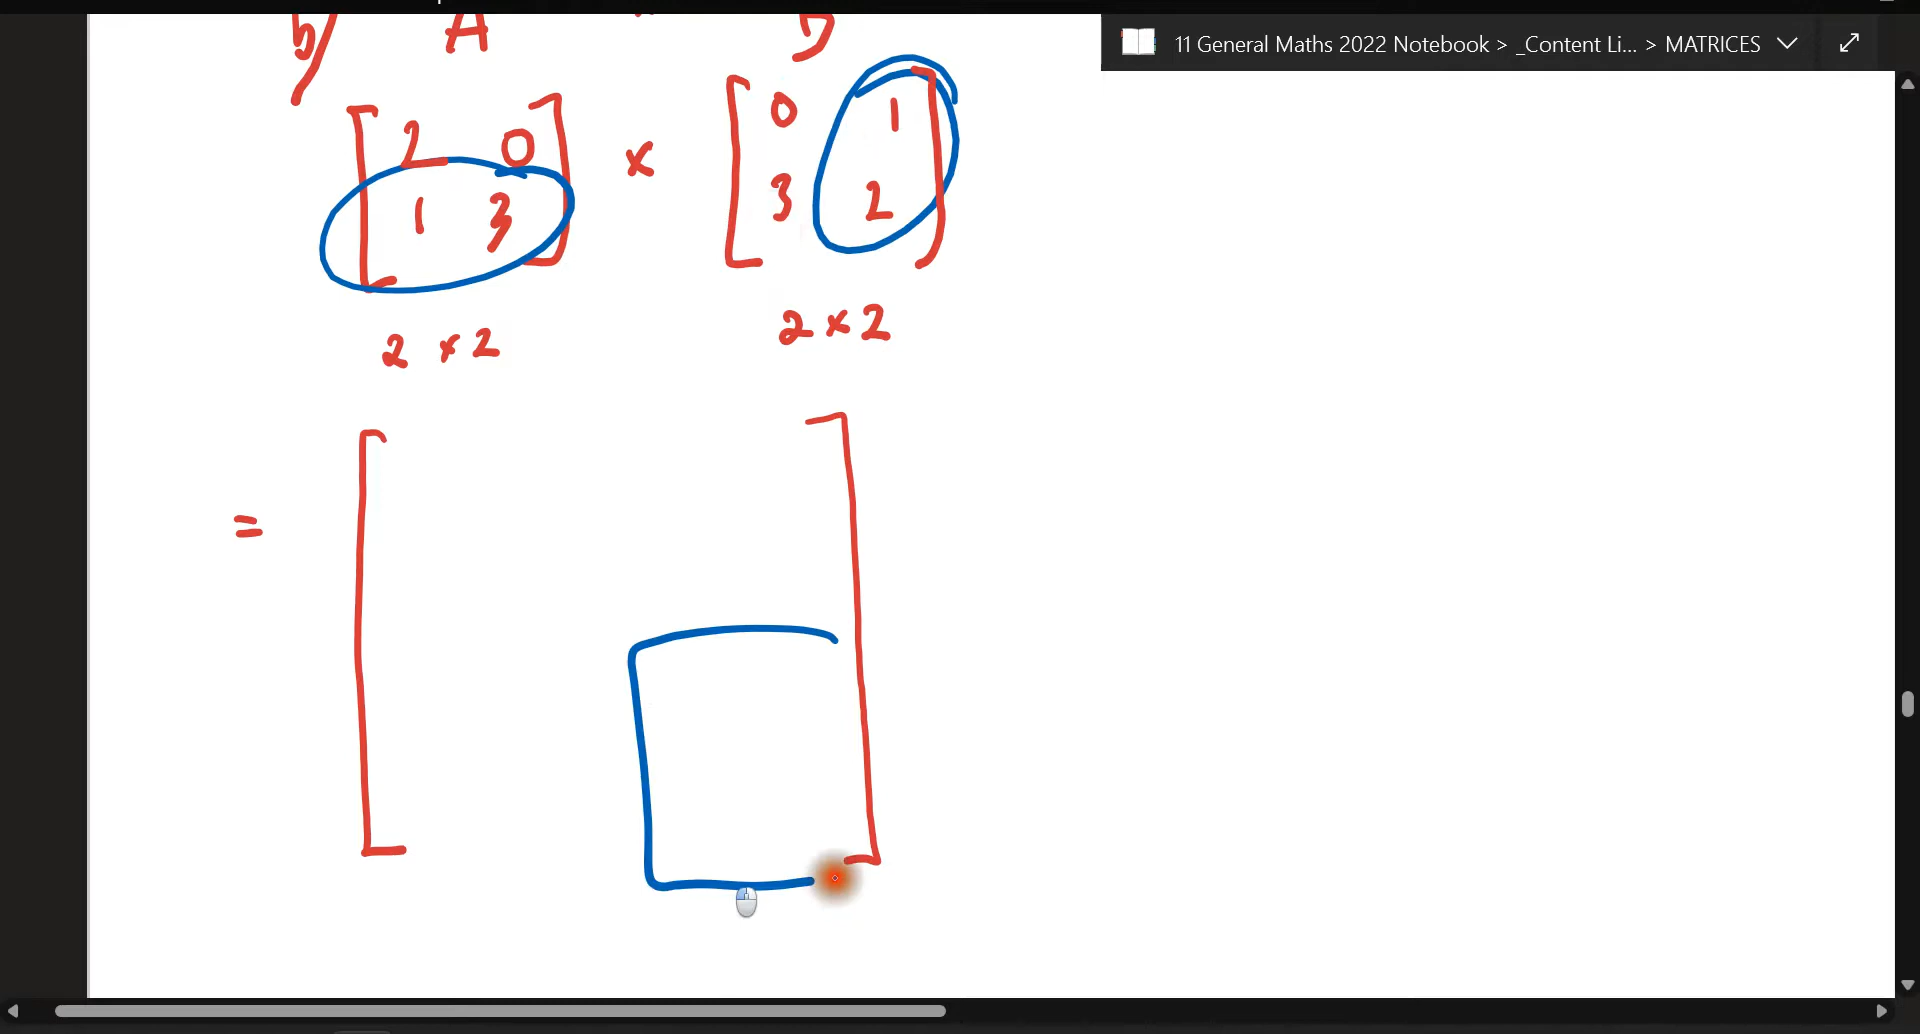 11 General Maths 2022 Notebook > _Content Li... > MATRICES
b) A × D
[ 2 0 ] × [ 0 1 ]
[ 1 3 ] [ 3 2 ]
2 × 2 2 × 2
= [ ]